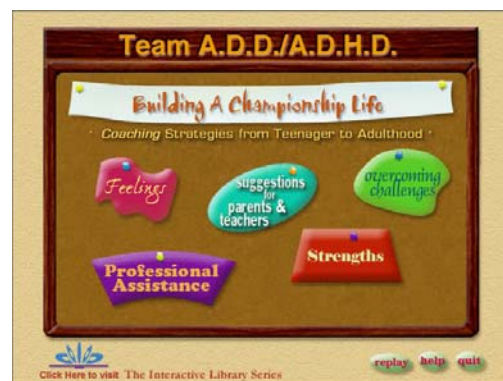 Team A.D.D./A.D.H.D.
Building A Championship Life
· Coaching Strategies from Teenager to Adulthood ·
Feelings
suggestions
for
parents &
teachers
overcoming
challenges
Professional
Assistance
Strengths
Click Here to visit The Interactive Library Series
replay help quit